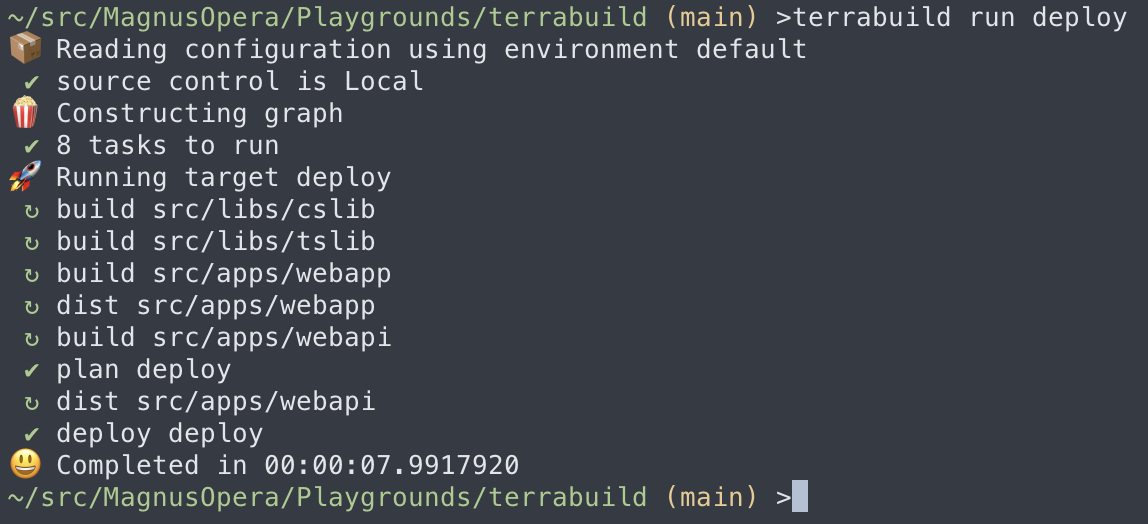 ~/src/MagnusOpera/Playgrounds/terrabuild (main) >terrabuild run deploy
📦 Reading configuration using environment default
✔ source control is Local
🍿 Constructing graph
✔ 8 tasks to run
🚀 Running target deploy
↻ build src/libs/cslib
↻ build src/libs/tslib
↻ build src/apps/webapp
↻ dist src/apps/webapp
↻ build src/apps/webapi
✔ plan deploy
↻ dist src/apps/webapi
✔ deploy deploy
😃 Completed in 00:00:07.9917920
~/src/MagnusOpera/Playgrounds/terrabuild (main) >